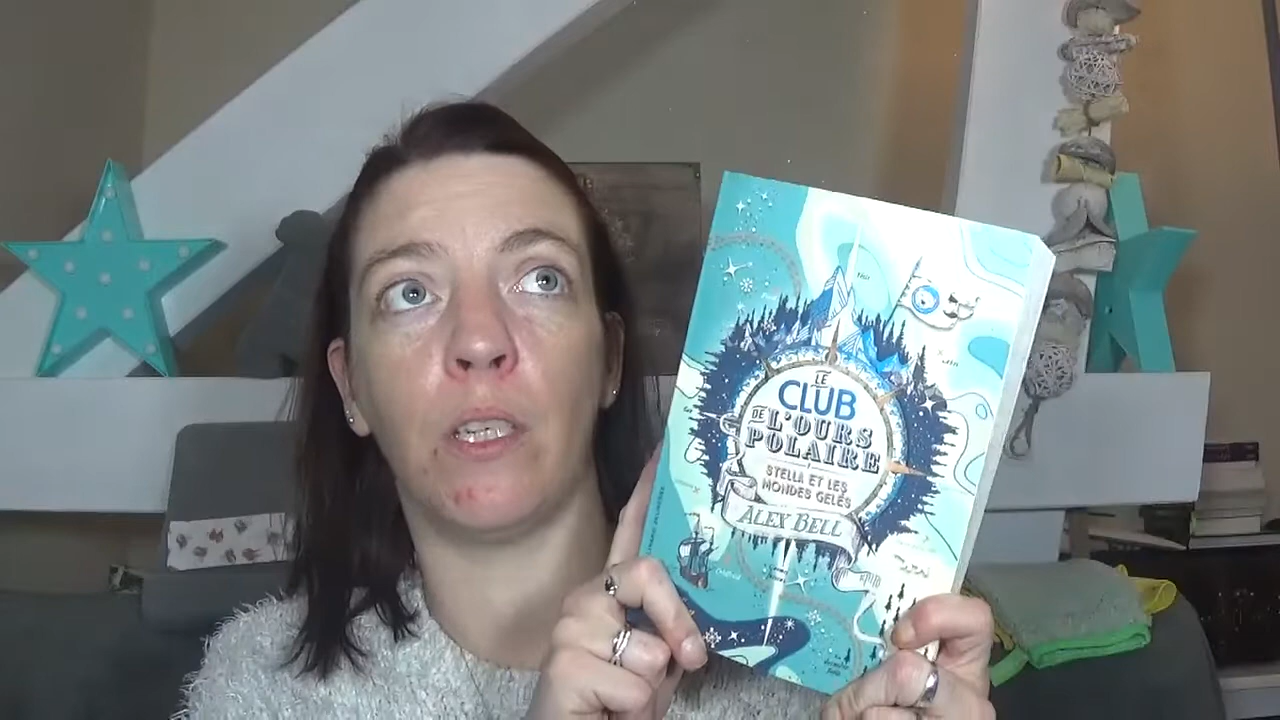 LE
CLUB
DE L'OURS
POLAIRE
STELLA ET LES
MONDES GELÉS
ALEX BELL